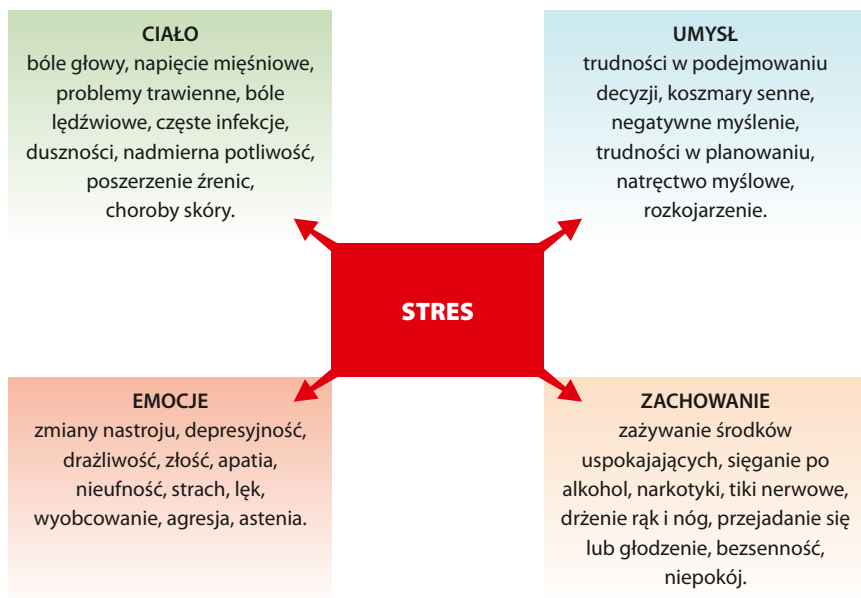 CIAŁO
bóle głowy, napięcie mięśniowe,
problemy trawienne, bóle
lędźwiowe, częste infekcje,
duszności, nadmierna potliwość,
poszerzenie źrenic,
choroby skóry.
UMYSŁ
trudności w podejmowaniu
decyzji, koszmary senne,
negatywne myślenie,
trudności w planowaniu,
natręctwo myślowe,
rozkojarzenie.
STRES
EMOCJE
zmiany nastroju, depresyjność,
drażliwość, złość, apatia,
nieufność, strach, lęk,
wyobcowanie, agresja, astenia.
ZACHOWANIE
zażywanie środków
uspokajających, sięganie po
alkohol, narkotyki, tiki nerwowe,
drżenie rąk i nóg, przejadanie się
lub głodzenie, bezsenność,
niepokój.